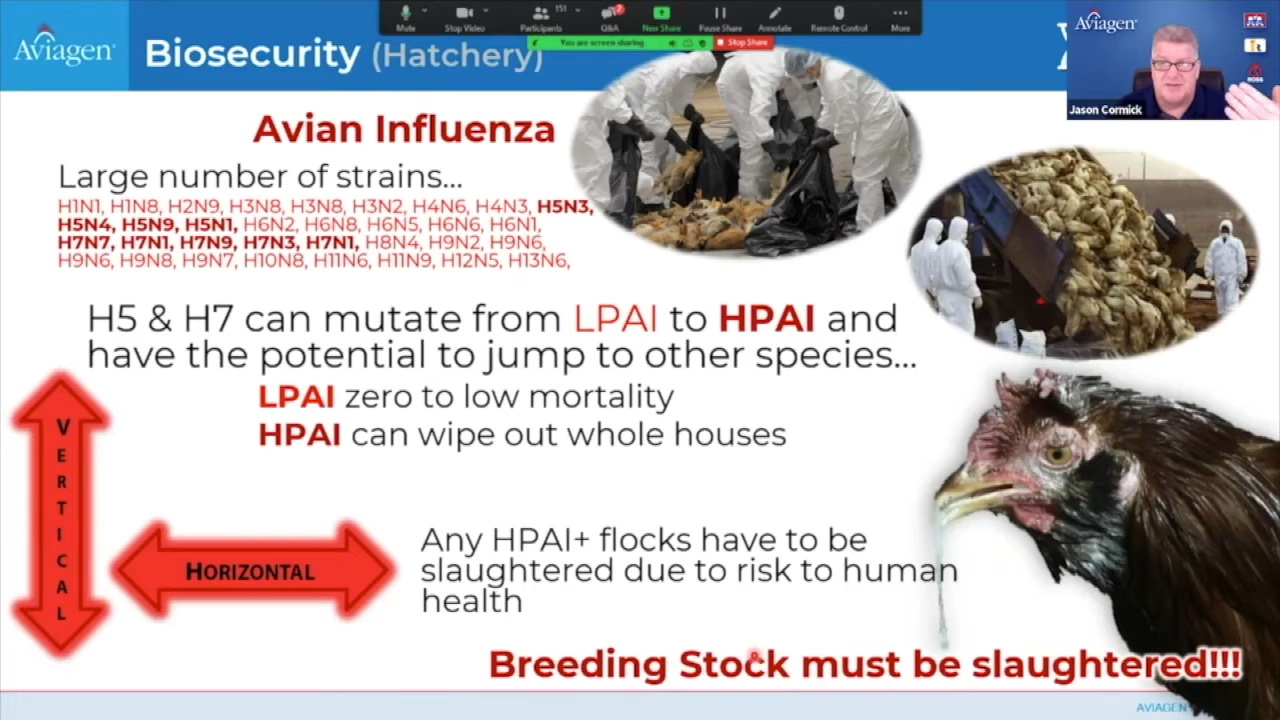 Mute
Stop Video
Participants
151
Q&A
2
New Share
Pause Share
Annotate
Remote Control
More
You are screen sharing
Stop Share
Aviagen
Biosecurity (Hatchery)
Aviagen
ROSS
Jason Cormick
Avian Influenza
Large number of strains...
H1N1, H1N8, H2N9, H3N8, H3N8, H3N2, H4N6, H4N3, H5N3,
H5N4, H5N9, H5N1, H6N2, H6N8, H6N5, H6N6, H6N1,
H7N7, H7N1, H7N9, H7N3, H7N1, H8N4, H9N2, H9N6,
H9N6, H9N8, H9N7, H10N8, H11N6, H11N9, H12N5, H13N6,
H5 & H7 can mutate from LPAI to HPAI and
have the potential to jump to other species...
LPAI zero to low mortality
HPAI can wipe out whole houses
VERTICAL
HORIZONTAL
Any HPAI+ flocks have to be
slaughtered due to risk to human
health
Breeding Stock must be slaughtered!!!
AVIAGEN